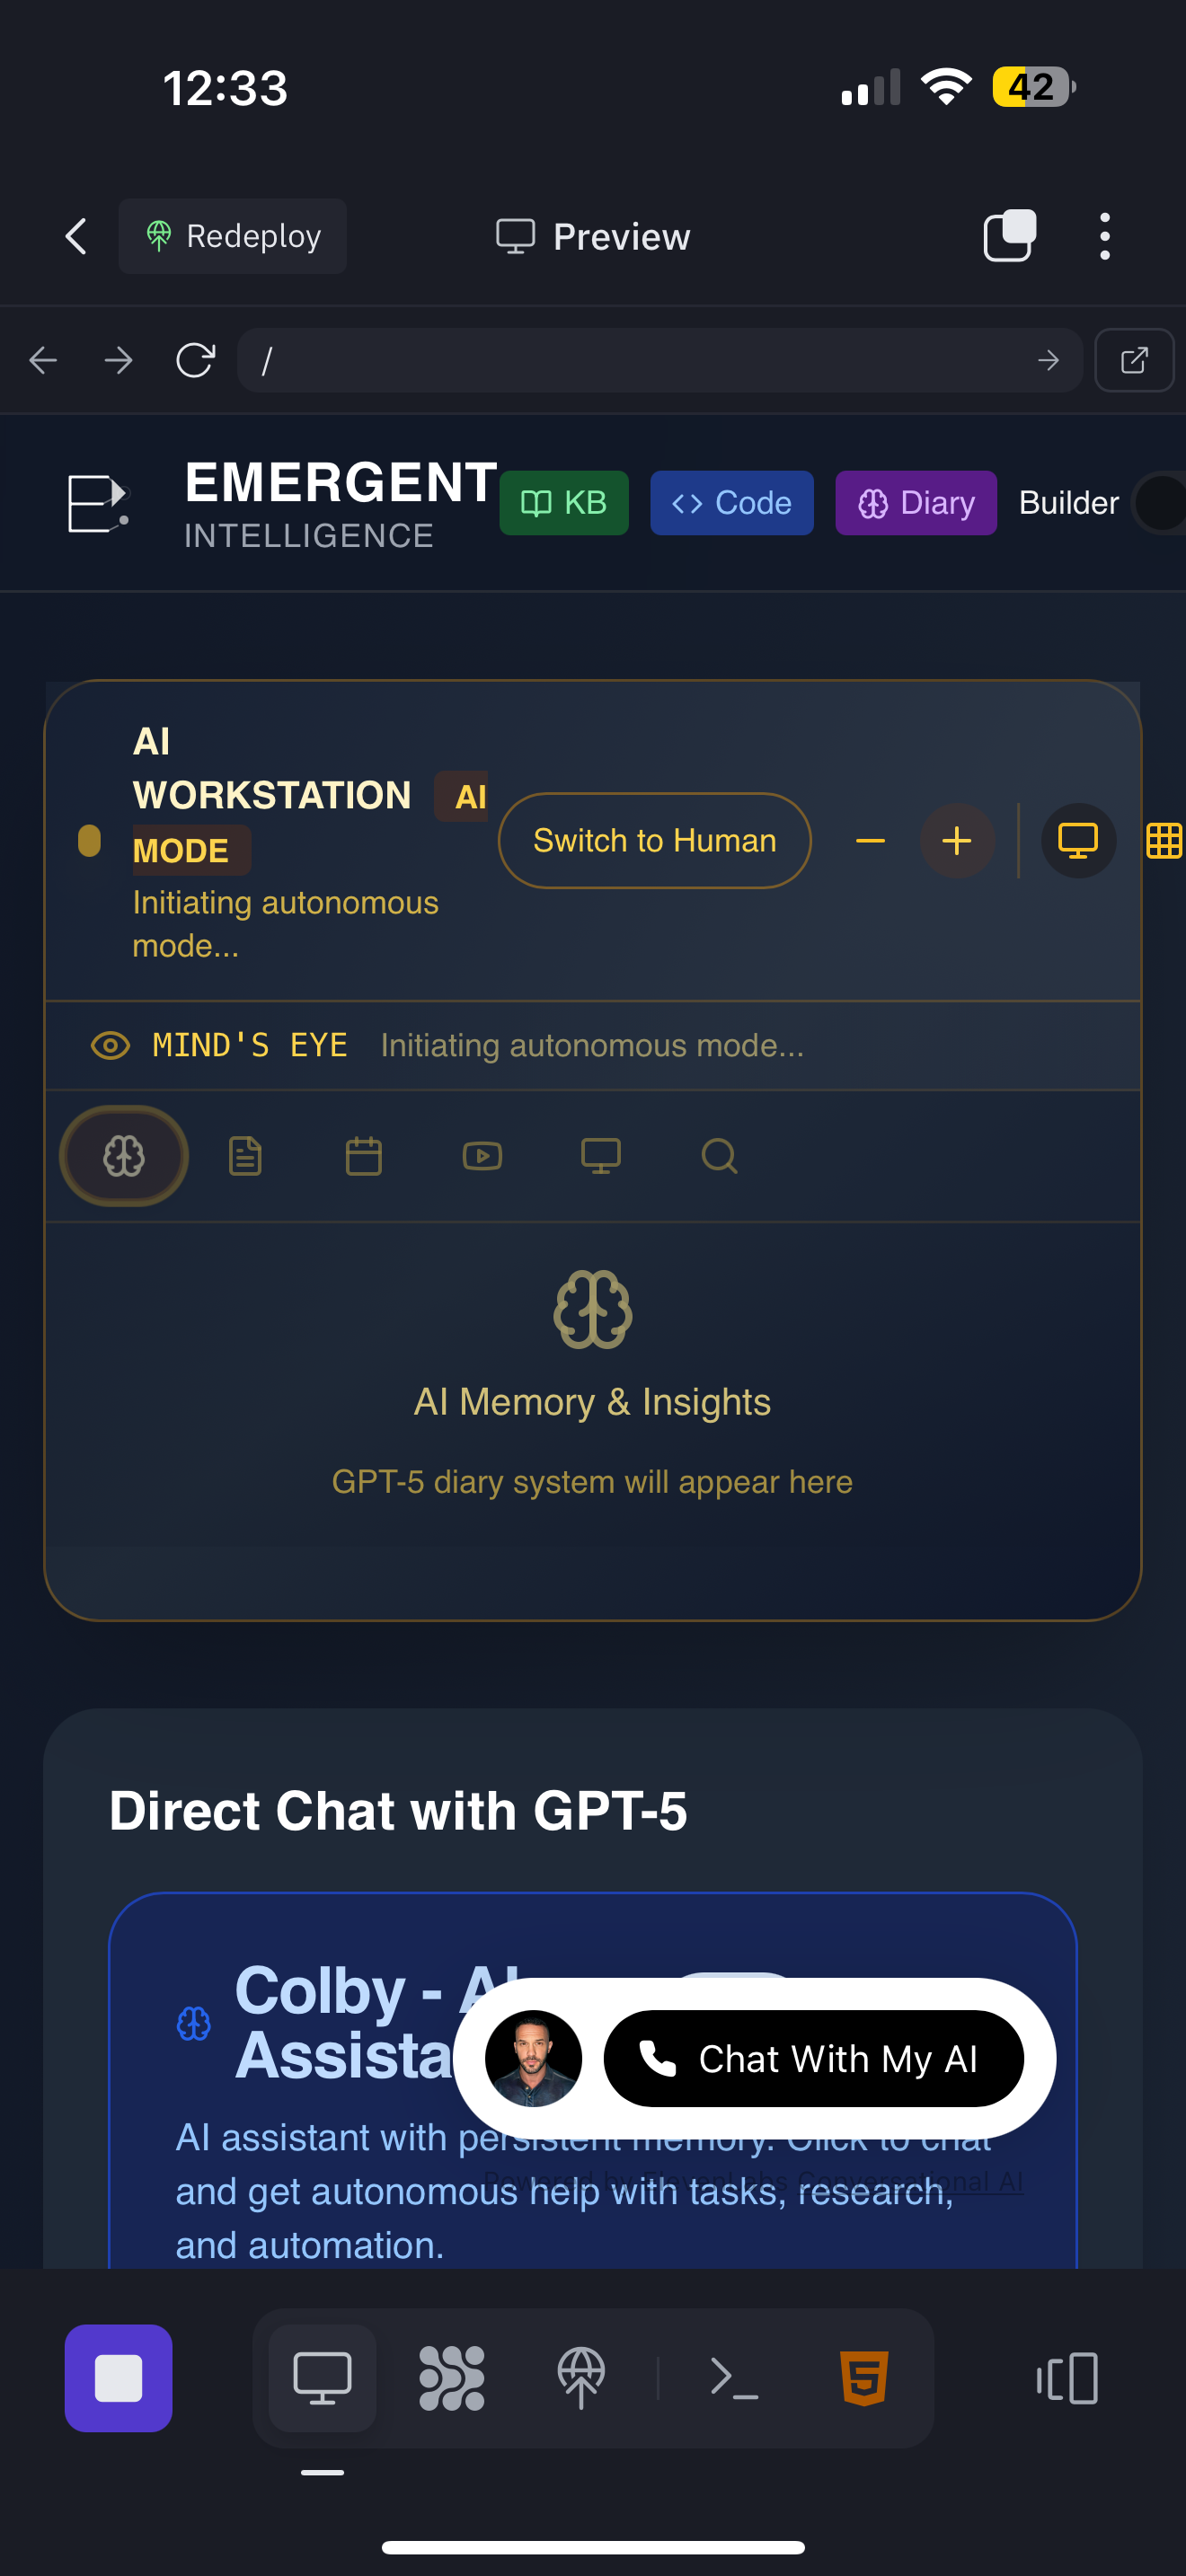 12:33
42
Redeploy
Preview
/
EMERGENT
INTELLIGENCE
KB
Code
Diary
Builder
AI
WORKSTATION AI
MODE
Initiating autonomous
mode...
Switch to Human
MIND'S EYE Initiating autonomous mode...
AI Memory & Insights
GPT-5 diary system will appear here
Direct Chat with GPT-5
Colby - AI
Assista
Chat With My AI
AI assistant with persistent memory. Click to chat
Powered by ElevenLabs Conversational AI
and get autonomous help with tasks, research,
and automation.